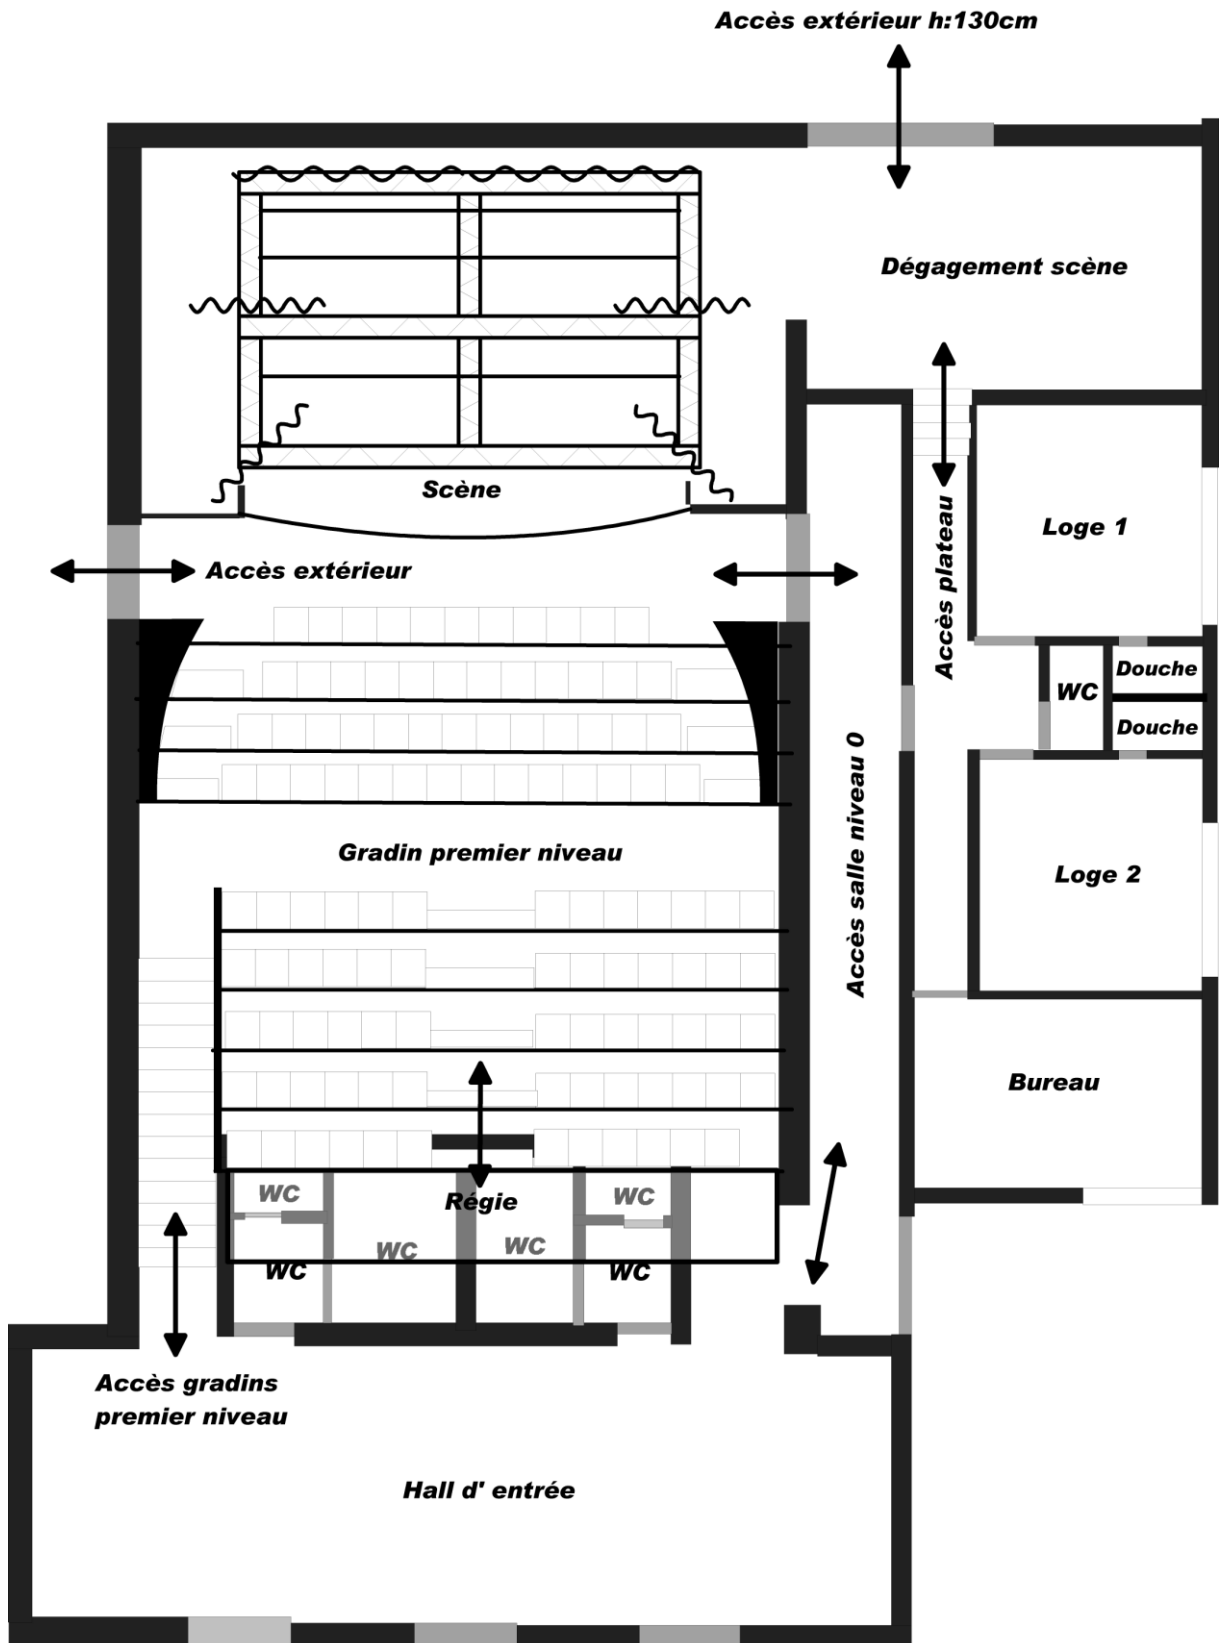 Accès extérieur h:130cm
Dégagement scène
Scène
Accès plateau
Loge 1
Accès extérieur
Douche
WC
Douche
Accès salle niveau 0
Gradin premier niveau
Loge 2
Bureau
WC
WC
Régie
WC
WC
WC
WC
Accès gradins
premier niveau
Hall d' entrée